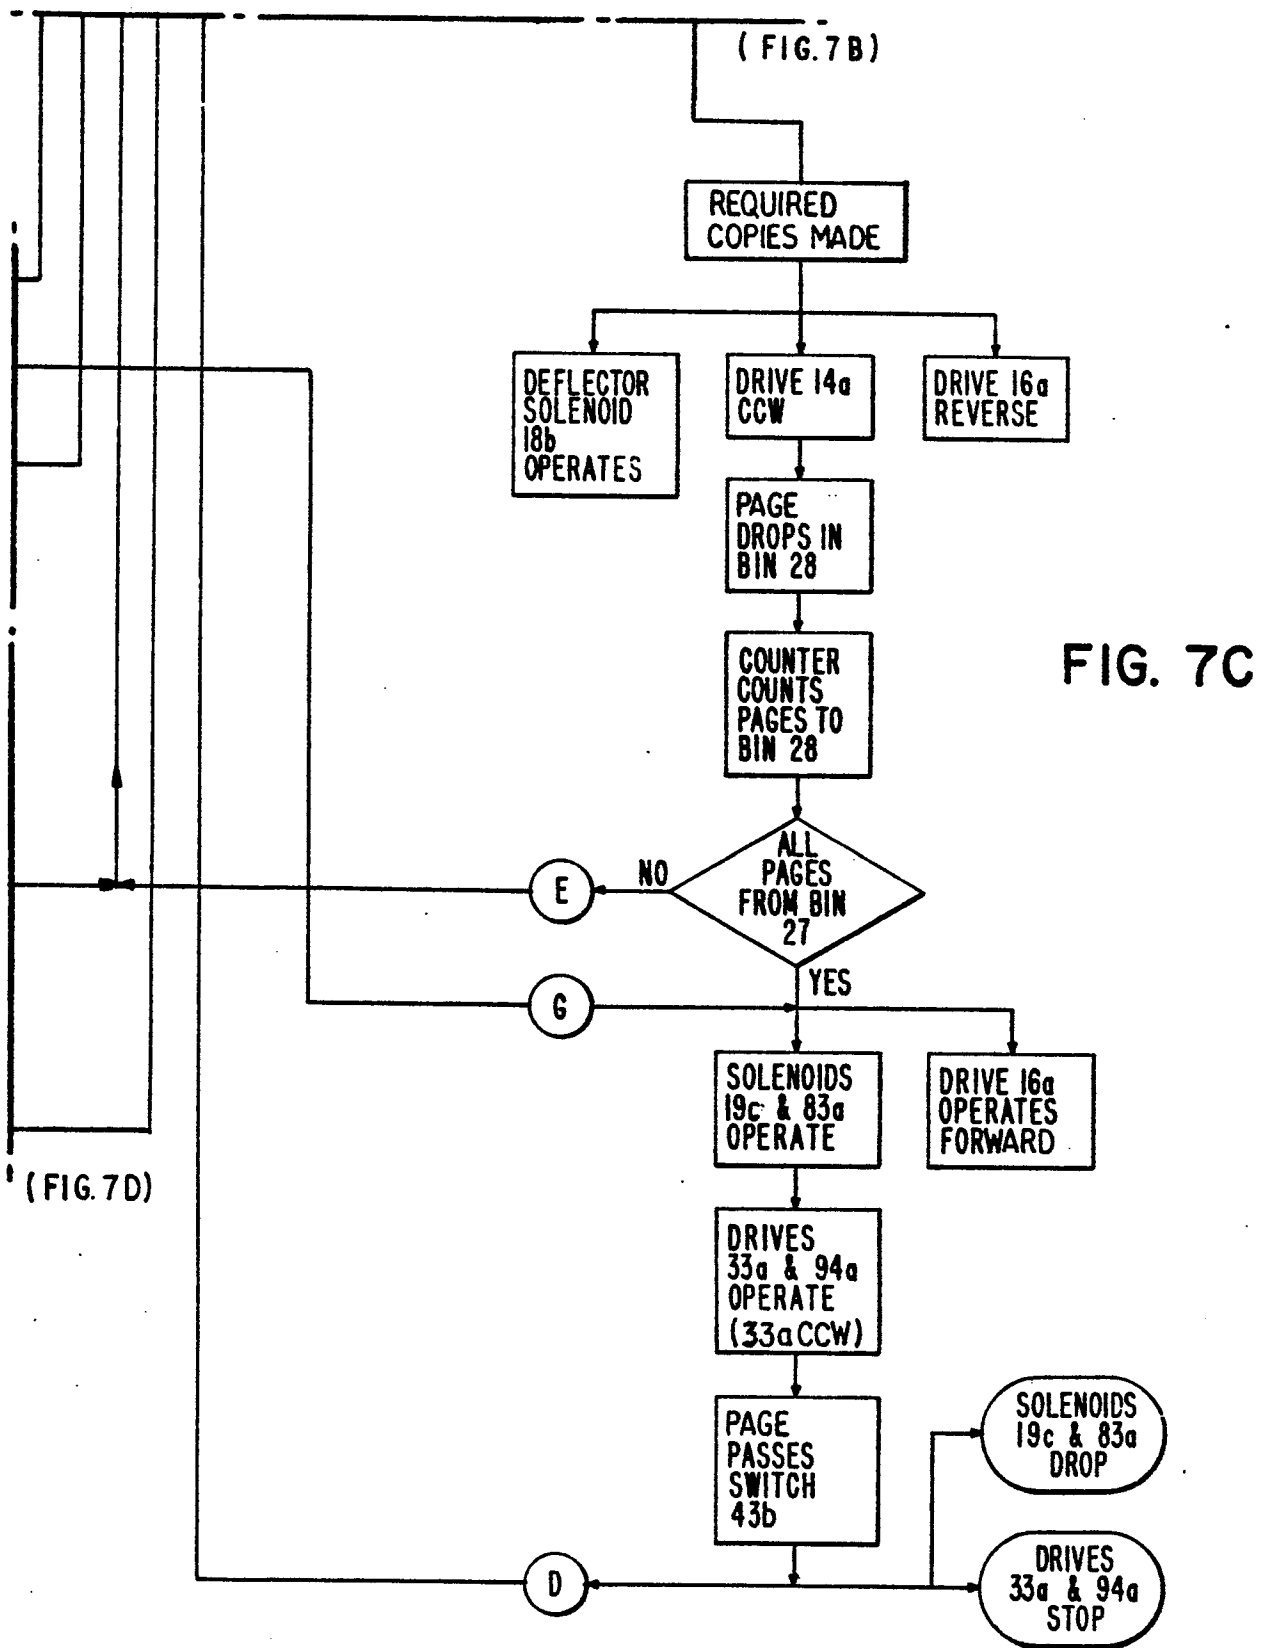 (FIG. 7B)
REQUIRED
COPIES MADE
DEFLECTOR
SOLENOID
18b
OPERATES
DRIVE 14a
CCW
DRIVE 16a
REVERSE
PAGE
DROPS IN
BIN 28
COUNTER
COUNTS
PAGES TO
BIN 28
FIG. 7C
ALL
PAGES
FROM BIN
27
NO
E
YES
G
SOLENOIDS
19c & 83a
OPERATE
DRIVE 16a
OPERATES
FORWARD
(FIG. 7D)
DRIVES
33a & 94a
OPERATE
(33a CCW)
PAGE
PASSES
SWITCH
43b
SOLENOIDS
19c & 83a
DROP
D
DRIVES
33a & 94a
STOP